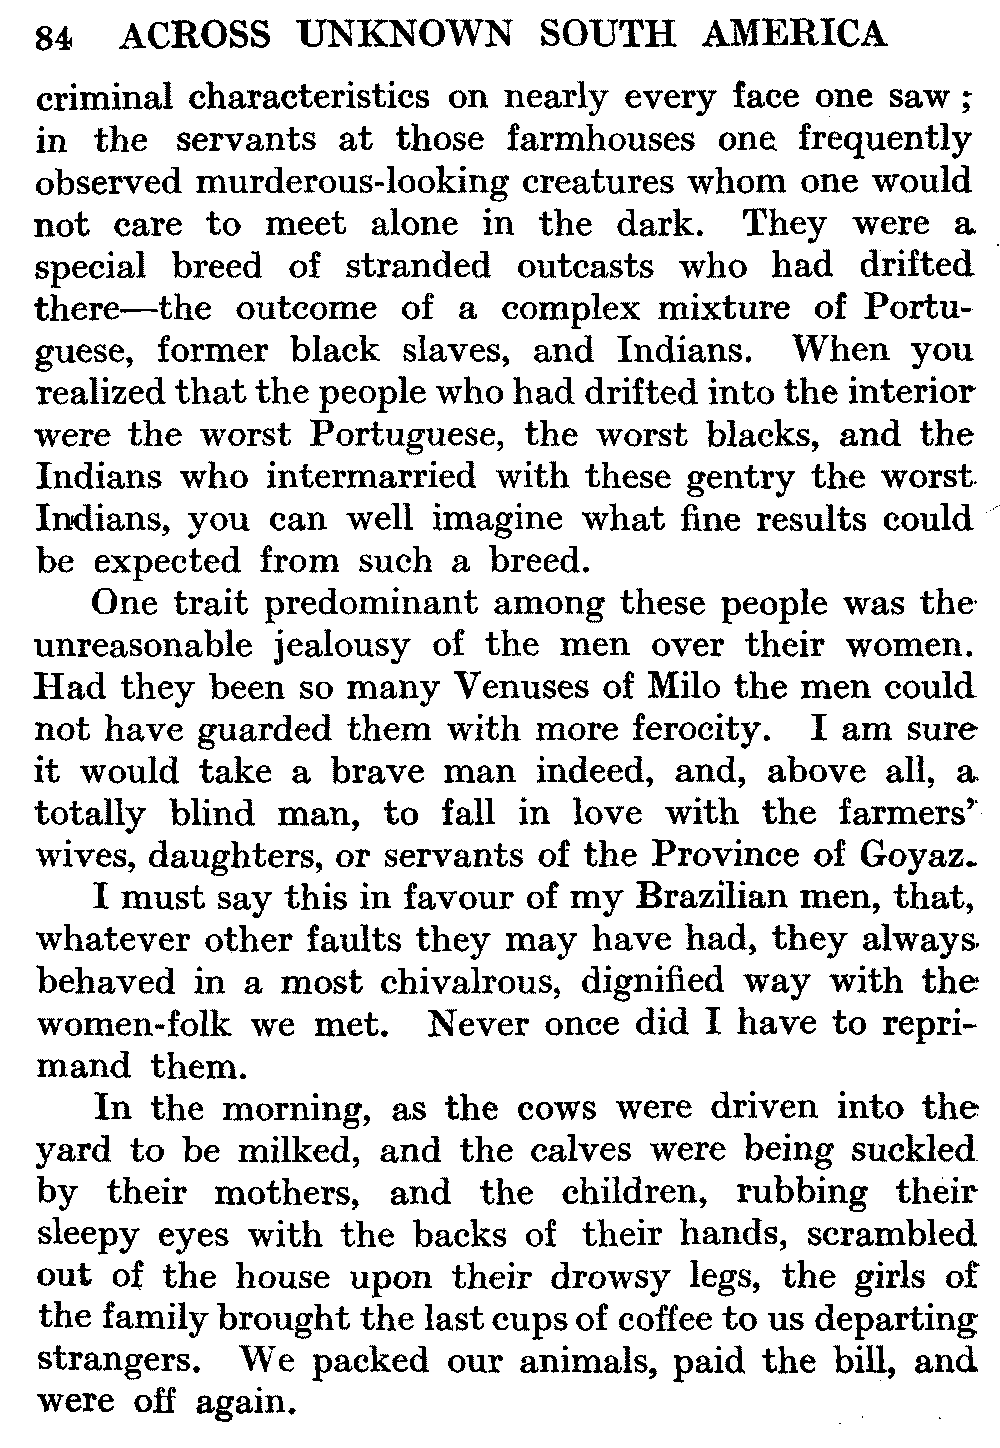 84 ACROSS UNKNOWN SOUTH AMERICA
criminal characteristics on nearly every face one saw ;
in the servants at those farmhouses one frequently
observed murderous-looking creatures whom one would
not care to meet alone in the dark. They were a
special breed of stranded outcasts who had drifted
there—the outcome of a complex mixture of Portu-
guese, former black slaves, and Indians. When you
realized that the people who had drifted into the interior
were the worst Portuguese, the worst blacks, and the
Indians who intermarried with these gentry the worst
Indians, you can well imagine what fine results could
be expected from such a breed.
One trait predominant among these people was the
unreasonable jealousy of the men over their women.
Had they been so many Venuses of Milo the men could
not have guarded them with more ferocity. I am sure
it would take a brave man indeed, and, above all, a
totally blind man, to fall in love with the farmers'
wives, daughters, or servants of the Province of Goyaz.
I must say this in favour of my Brazilian men, that,
whatever other faults they may have had, they always
behaved in a most chivalrous, dignified way with the
women-folk we met. Never once did I have to repri-
mand them.
In the morning, as the cows were driven into the
yard to be milked, and the calves were being suckled
by their mothers, and the children, rubbing their
sleepy eyes with the backs of their hands, scrambled
out of the house upon their drowsy legs, the girls of
the family brought the last cups of coffee to us departing
strangers. We packed our animals, paid the bill, and
were off again.